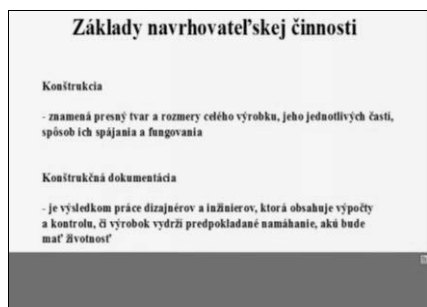 Základy navrhovateľskej činnosti
Konštrukcia
- znamená presný tvar a rozmery celého výrobku, jeho jednotlivých častí,
spôsob ich spájania a fungovania
Konštrukčná dokumentácia
- je výsledkom práce dizajnérov a inžinierov, ktorá obsahuje výpočty
a kontrolu, či výrobok vydrží predpokladané namáhanie, akú bude
mať životnosť